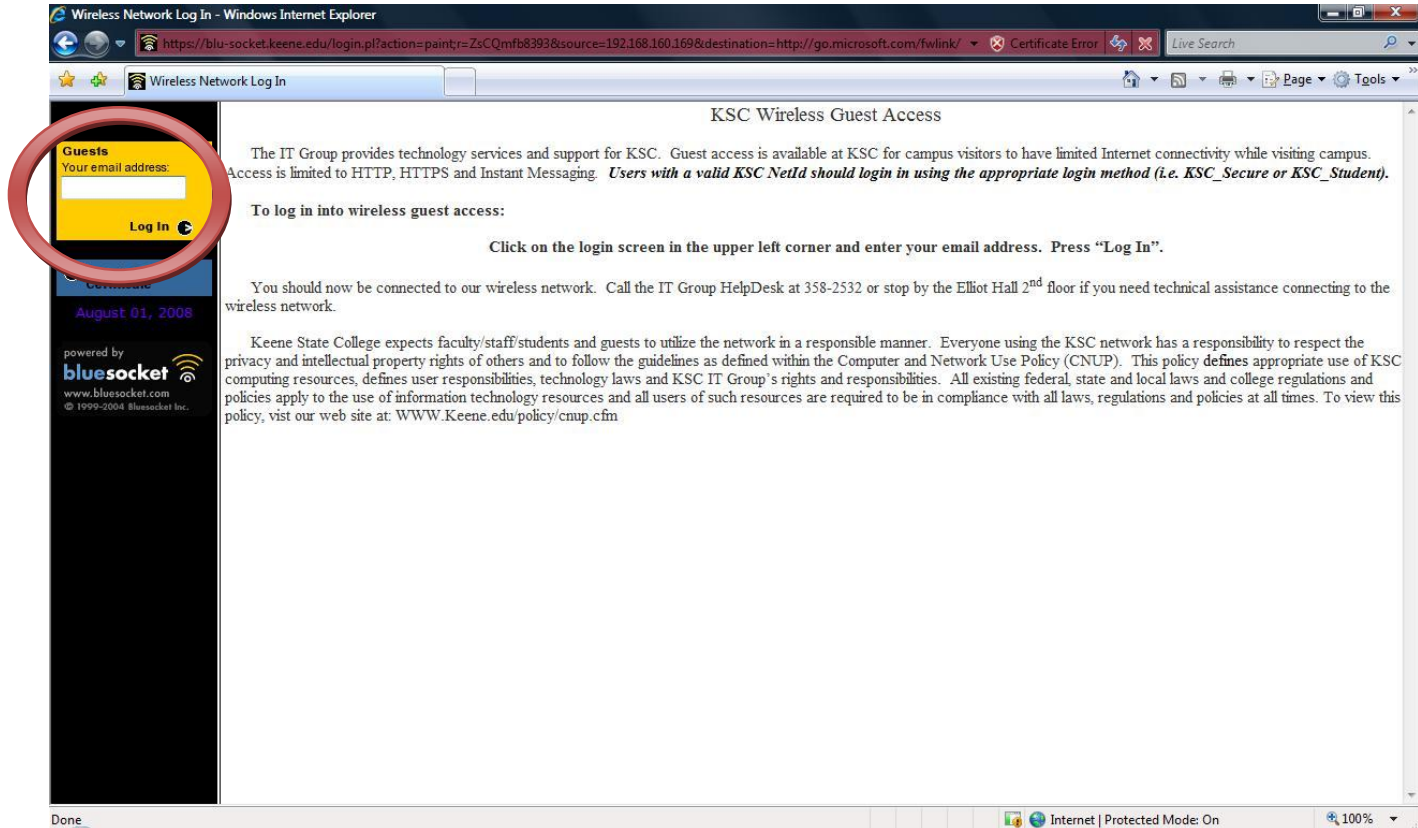 Wireless Network Log In - Windows Internet Explorer
https://blu-socket.keene.edu/login.pl?action=paint;r=ZsCQmfb8393&source=192.168.160.169&destination=http://go.microsoft.com/fwlink/ Certificate Error Live Search
Wireless Network Log In Page Tools
Guests
Your email address:
Log In
August 01, 2008
powered by
bluesocket
www.bluesocket.com
© 1999-2004 Bluesocket Inc.
KSC Wireless Guest Access
The IT Group provides technology services and support for KSC. Guest access is available at KSC for campus visitors to have limited Internet connectivity while visiting campus.
Access is limited to HTTP, HTTPS and Instant Messaging. Users with a valid KSC NetId should login in using the appropriate login method (i.e. KSC_Secure or KSC_Student).
To log in into wireless guest access:
Click on the login screen in the upper left corner and enter your email address. Press “Log In”.
You should now be connected to our wireless network. Call the IT Group HelpDesk at 358-2532 or stop by the Elliot Hall 2nd floor if you need technical assistance connecting to the
wireless network.
Keene State College expects faculty/staff/students and guests to utilize the network in a responsible manner. Everyone using the KSC network has a responsibility to respect the
privacy and intellectual property rights of others and to follow the guidelines as defined within the Computer and Network Use Policy (CNUP). This policy defines appropriate use of KSC
computing resources, defines user responsibilities, technology laws and KSC IT Group’s rights and responsibilities. All existing federal, state and local laws and college regulations and
policies apply to the use of information technology resources and all users of such resources are required to be in compliance with all laws, regulations and policies at all times. To view this
policy, vist our web site at: WWW.Keene.edu/policy/cnup.cfm
Done Internet | Protected Mode: On 100%